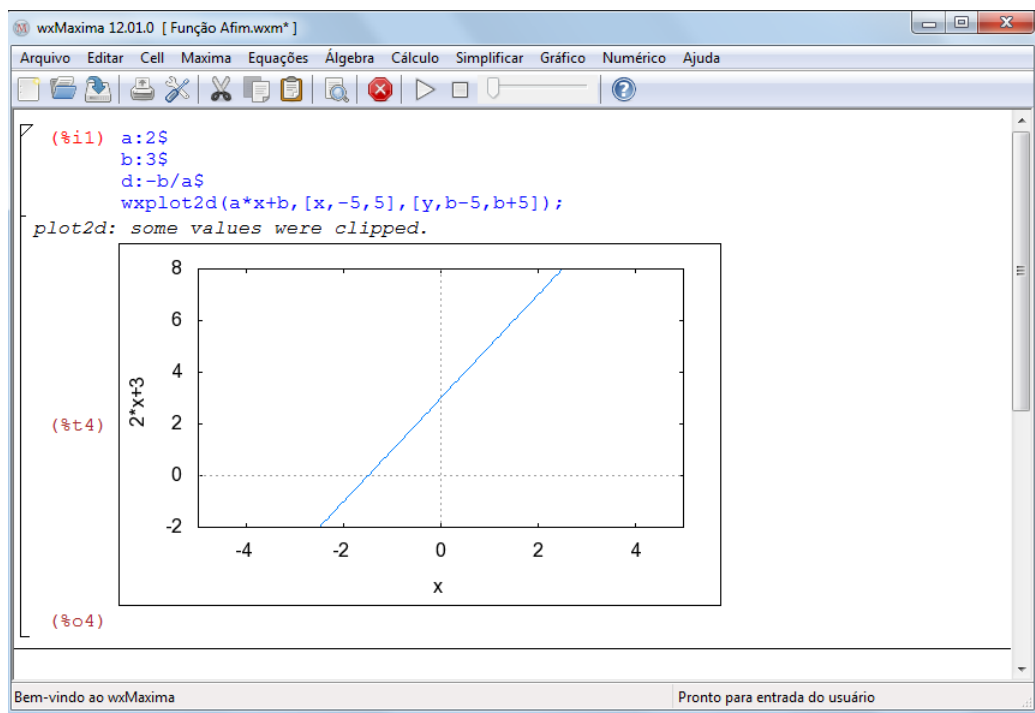 wxMaxima 12.01.0 [ Função Afim.wxm* ]
Arquivo Editar Cell Maxima Equações Álgebra Cálculo Simplificar Gráfico Numérico Ajuda
(%i1) a:2$
b:3$
d:-b/a$
wxplot2d(a*x+b,[x,-5,5],[y,b-5,b+5]);
plot2d: some values were clipped.
(%t4)
2*x+3
8
6
4
2
0
-2
-4 -2 0 2 4
x
(%o4)
Bem-vindo ao wxMaxima Pronto para entrada do usuário